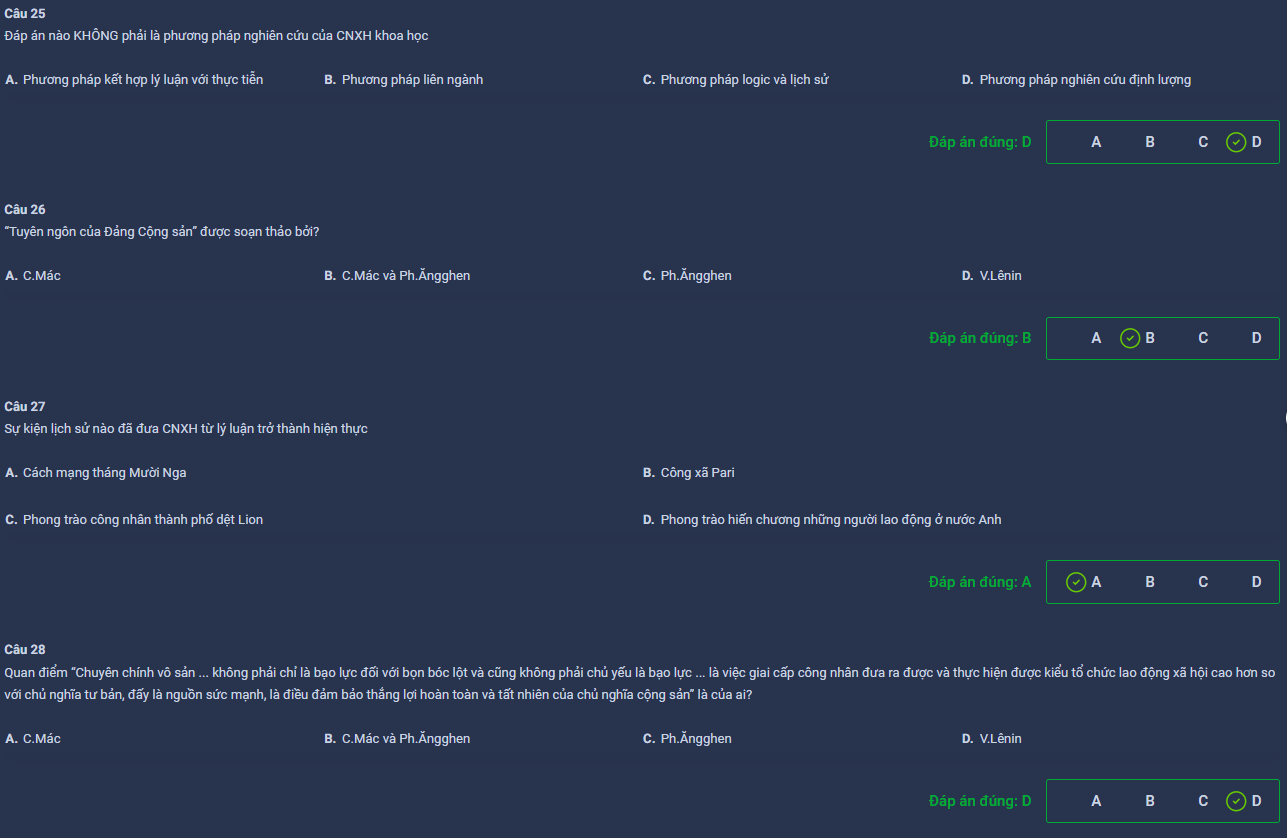 Câu 25
Đáp án nào KHÔNG phải là phương pháp nghiên cứu của CNXH khoa học
A. Phương pháp kết hợp lý luận với thực tiễn B. Phương pháp liên ngành C. Phương pháp logic và lịch sử D. Phương pháp nghiên cứu định lượng
Đáp án đúng: D A B C D
Câu 26
“Tuyên ngôn của Đảng Cộng sản” được soạn thảo bởi?
A. C.Mác B. C.Mác và Ph.Ăngghen C. Ph.Ăngghen D. V.Lênin
Đáp án đúng: B A B C D
Câu 27
Sự kiện lịch sử nào đã đưa CNXH từ lý luận trở thành hiện thực
A. Cách mạng tháng Mười Nga B. Công xã Pari
C. Phong trào công nhân thành phố dệt Lion D. Phong trào hiến chương những người lao động ở nước Anh
Đáp án đúng: A A B C D
Câu 28
Quan điểm “Chuyên chính vô sản ... không phải chỉ là bạo lực đối với bọn bóc lột và cũng không phải chủ yếu là bạo lực ... là việc giai cấp công nhân đưa ra được và thực hiện được kiểu tổ chức lao động xã hội cao hơn so
với chủ nghĩa tư bản, đấy là nguồn sức mạnh, là điều đảm bảo thắng lợi hoàn toàn và tất nhiên của chủ nghĩa cộng sản” là của ai?
A. C.Mác B. C.Mác và Ph.Ăngghen C. Ph.Ăngghen D. V.Lênin
Đáp án đúng: D A B C D